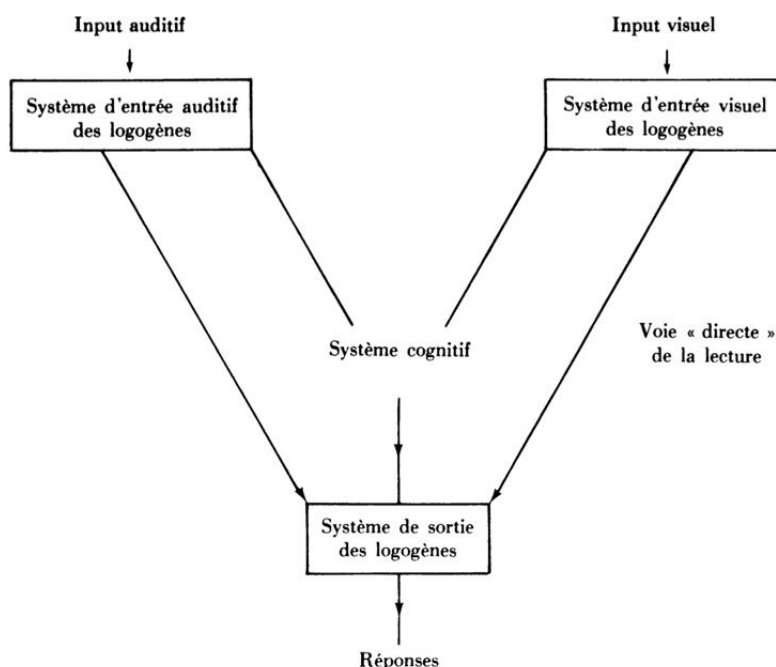 Input auditif
Input visuel
Système d'entrée auditif
des logogènes
Système d'entrée visuel
des logogènes
Voie « directe »
de la lecture
Système cognitif
Système de sortie
des logogènes
Réponses